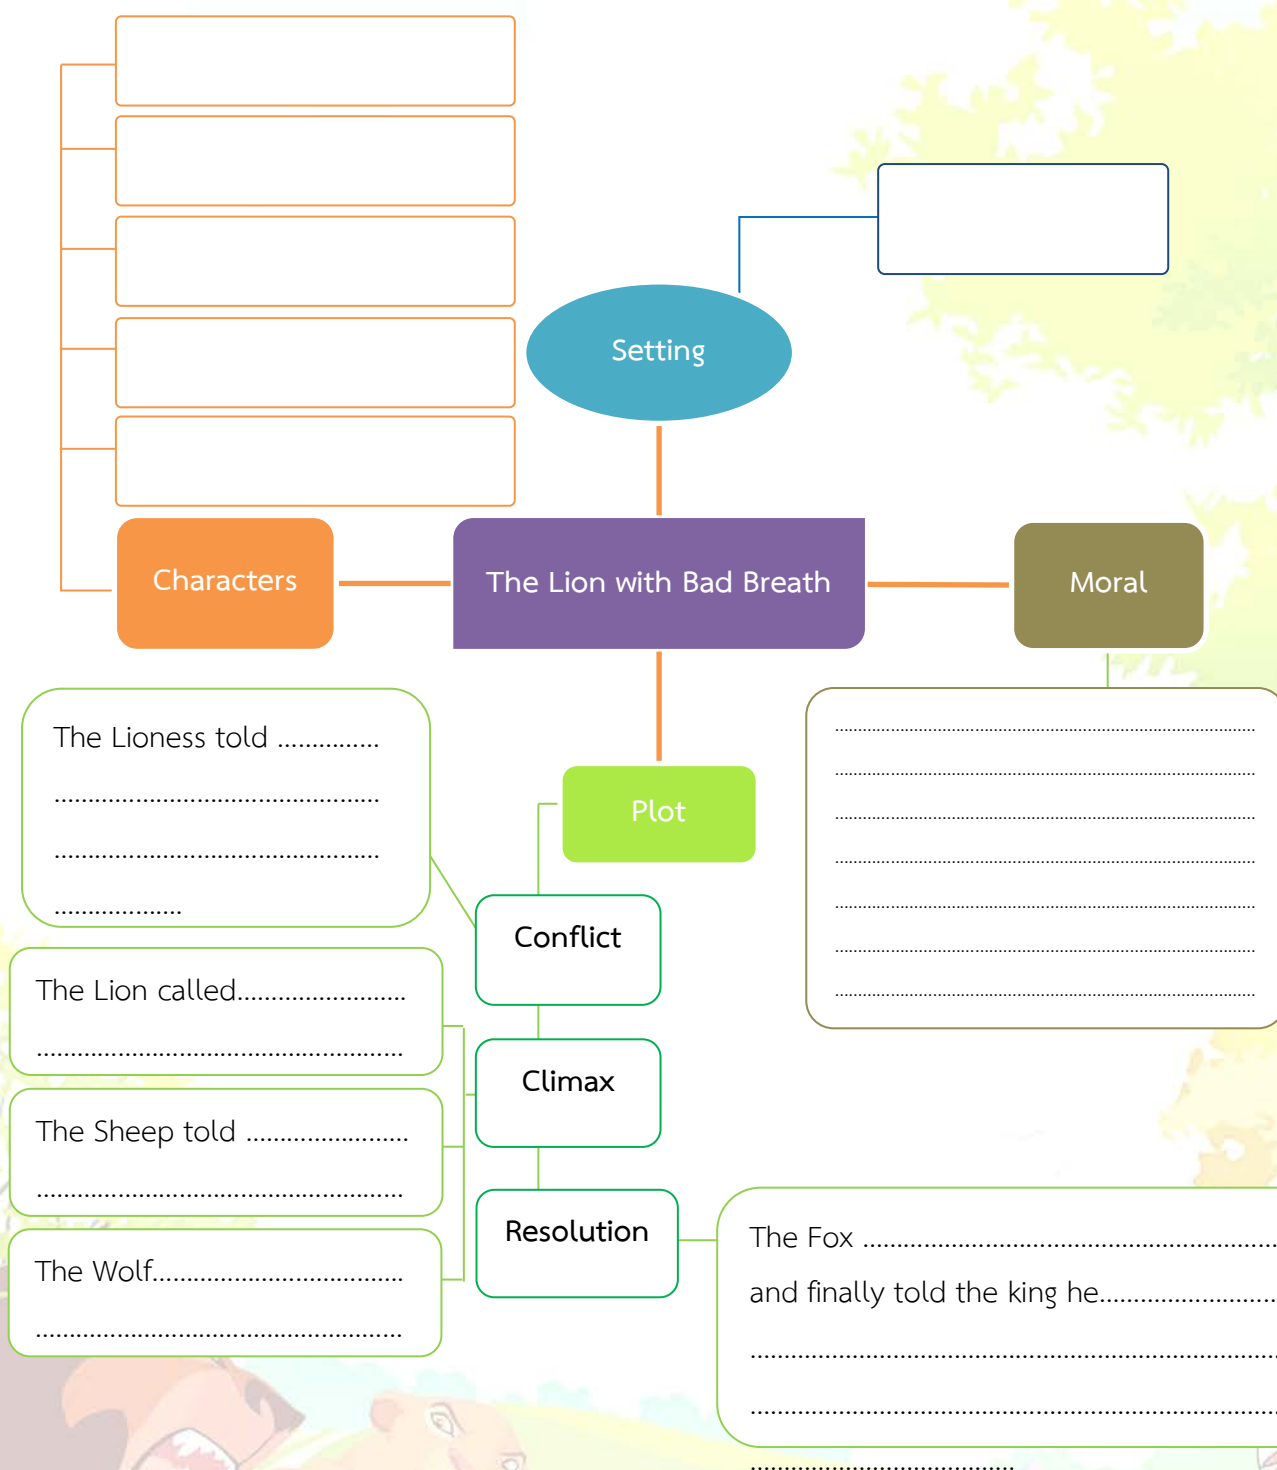 Setting
Characters
The Lion with Bad Breath
Moral
The Lioness told ...............
................................................
................................................
...................
Plot
..........................................................................................
..........................................................................................
..........................................................................................
..........................................................................................
..........................................................................................
..........................................................................................
..........................................................................................
Conflict
The Lion called.........................
......................................................
Climax
The Sheep told ........................
......................................................
Resolution
The Wolf.....................................
......................................................
The Fox .............................................................
and finally told the king he..........................
..............................................................................
..............................................................................
.......................................